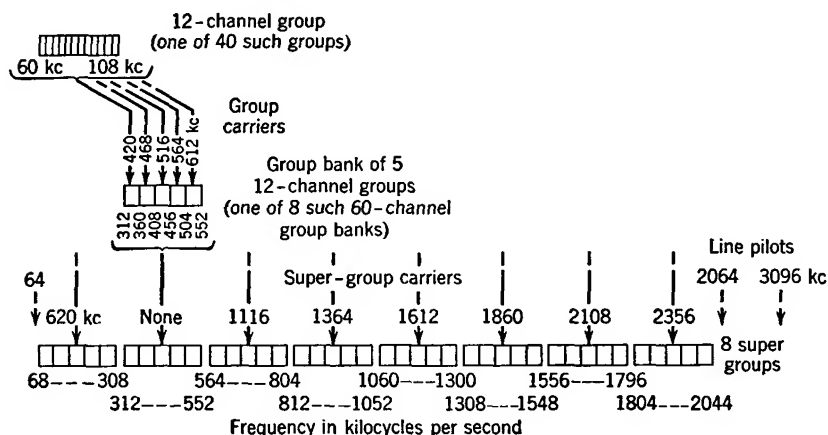 12-channel group
(one of 40 such groups)
60 kc 108 kc
Group
carriers
420
468
516
564
612 kc
Group bank of 5
12-channel groups
(one of 8 such 60-channel
group banks)
312
360
408
456
504
552
Line pilots
64 Super-group carriers 2064 3096 kc
620 kc None 1116 1364 1612 1860 2108 2356
8 super
groups
68----308 564----804 1060----1300 1556----1796
312---552 812----1052 1308----1548 1804----2044
Frequency in kilocycles per second